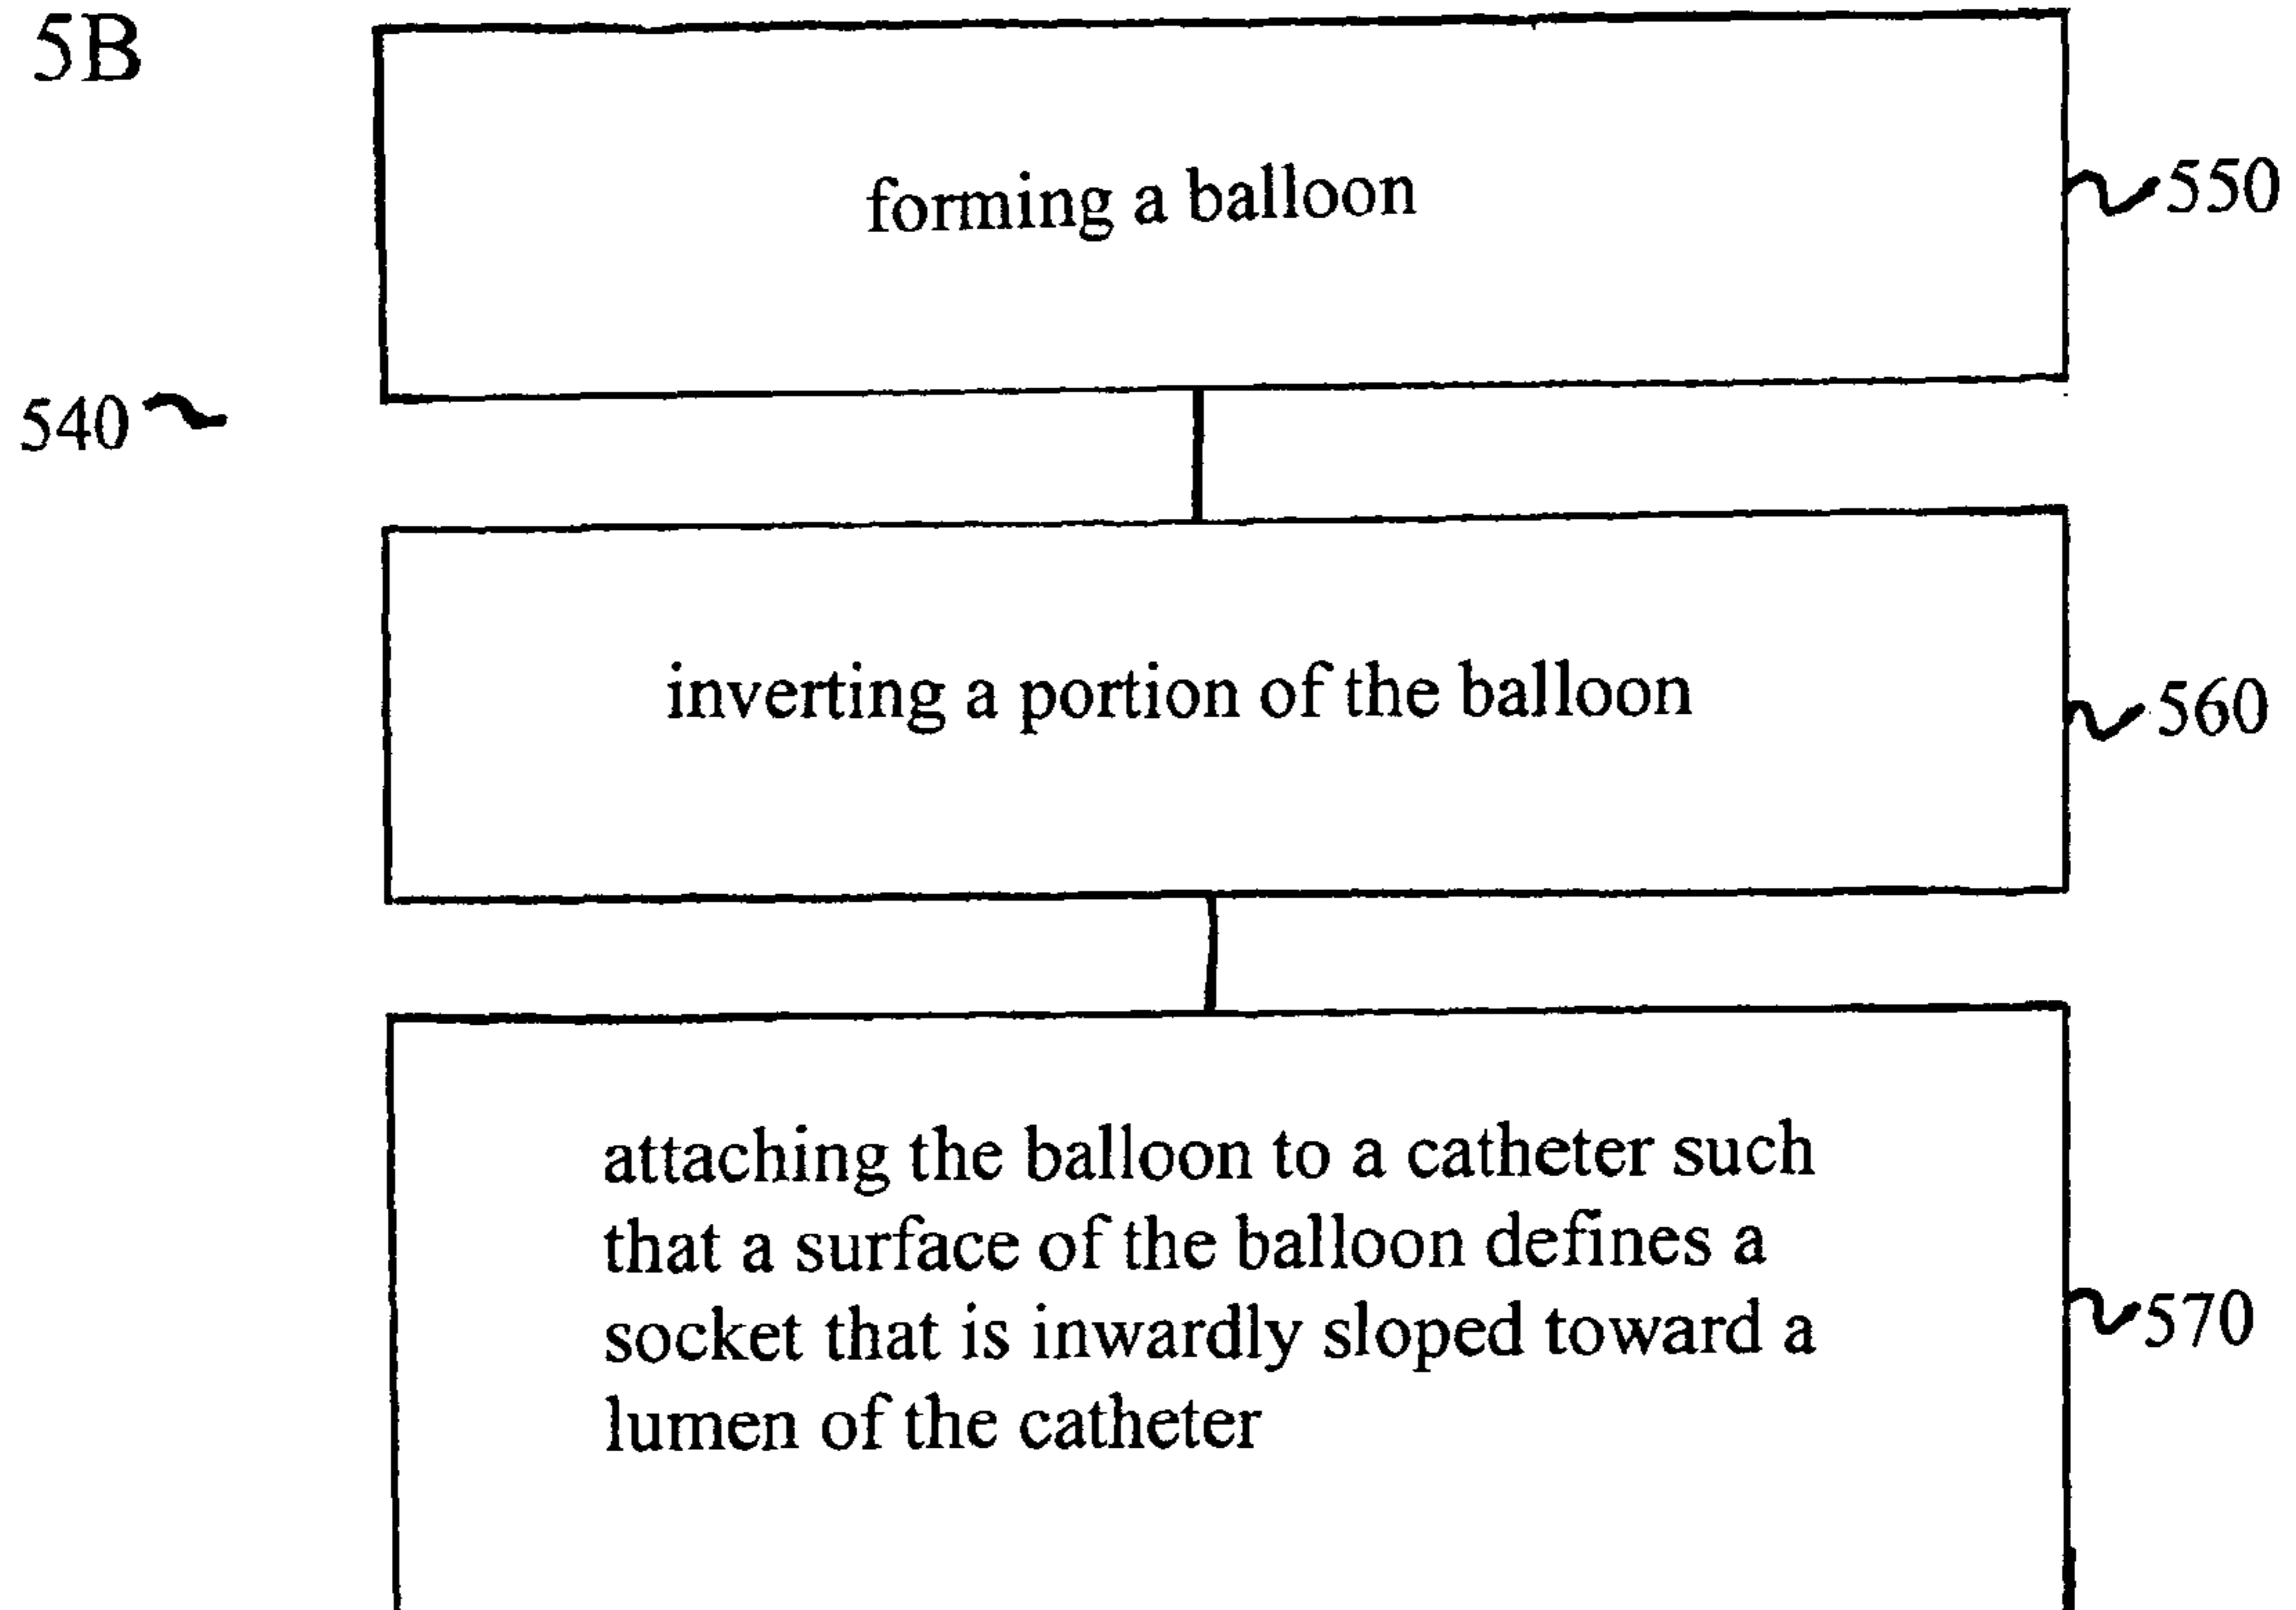 5B
forming a balloon
550
540
inverting a portion of the balloon
560
attaching the balloon to a catheter such
that a surface of the balloon defines a
socket that is inwardly sloped toward a
lumen of the catheter
570